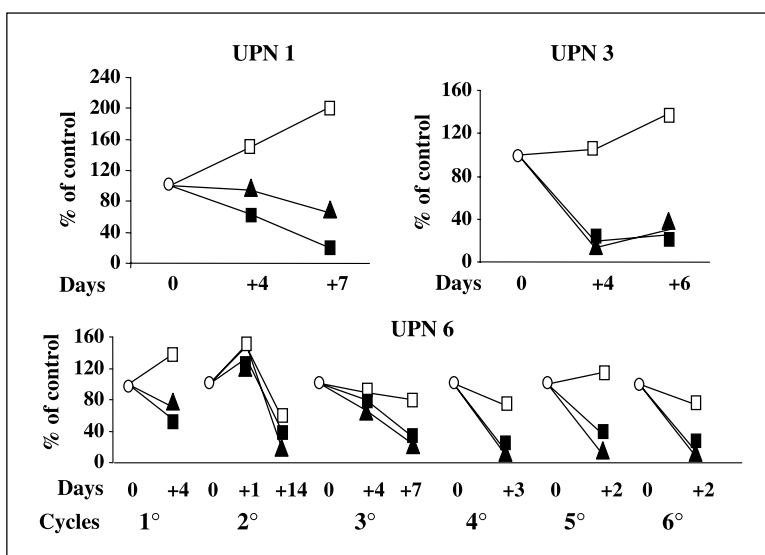 UPN 1
% of control
240
200
160
120
80
40
0
Days 0 +4 +7
UPN 3
% of control
160
120
80
40
0
Days 0 +4 +6
UPN 6
% of control
160
120
80
40
0
Days 0 +4 0 +1 +14 0 +4 +7 0 +3 0 +2 0 +2
Cycles 1° 2° 3° 4° 5° 6°